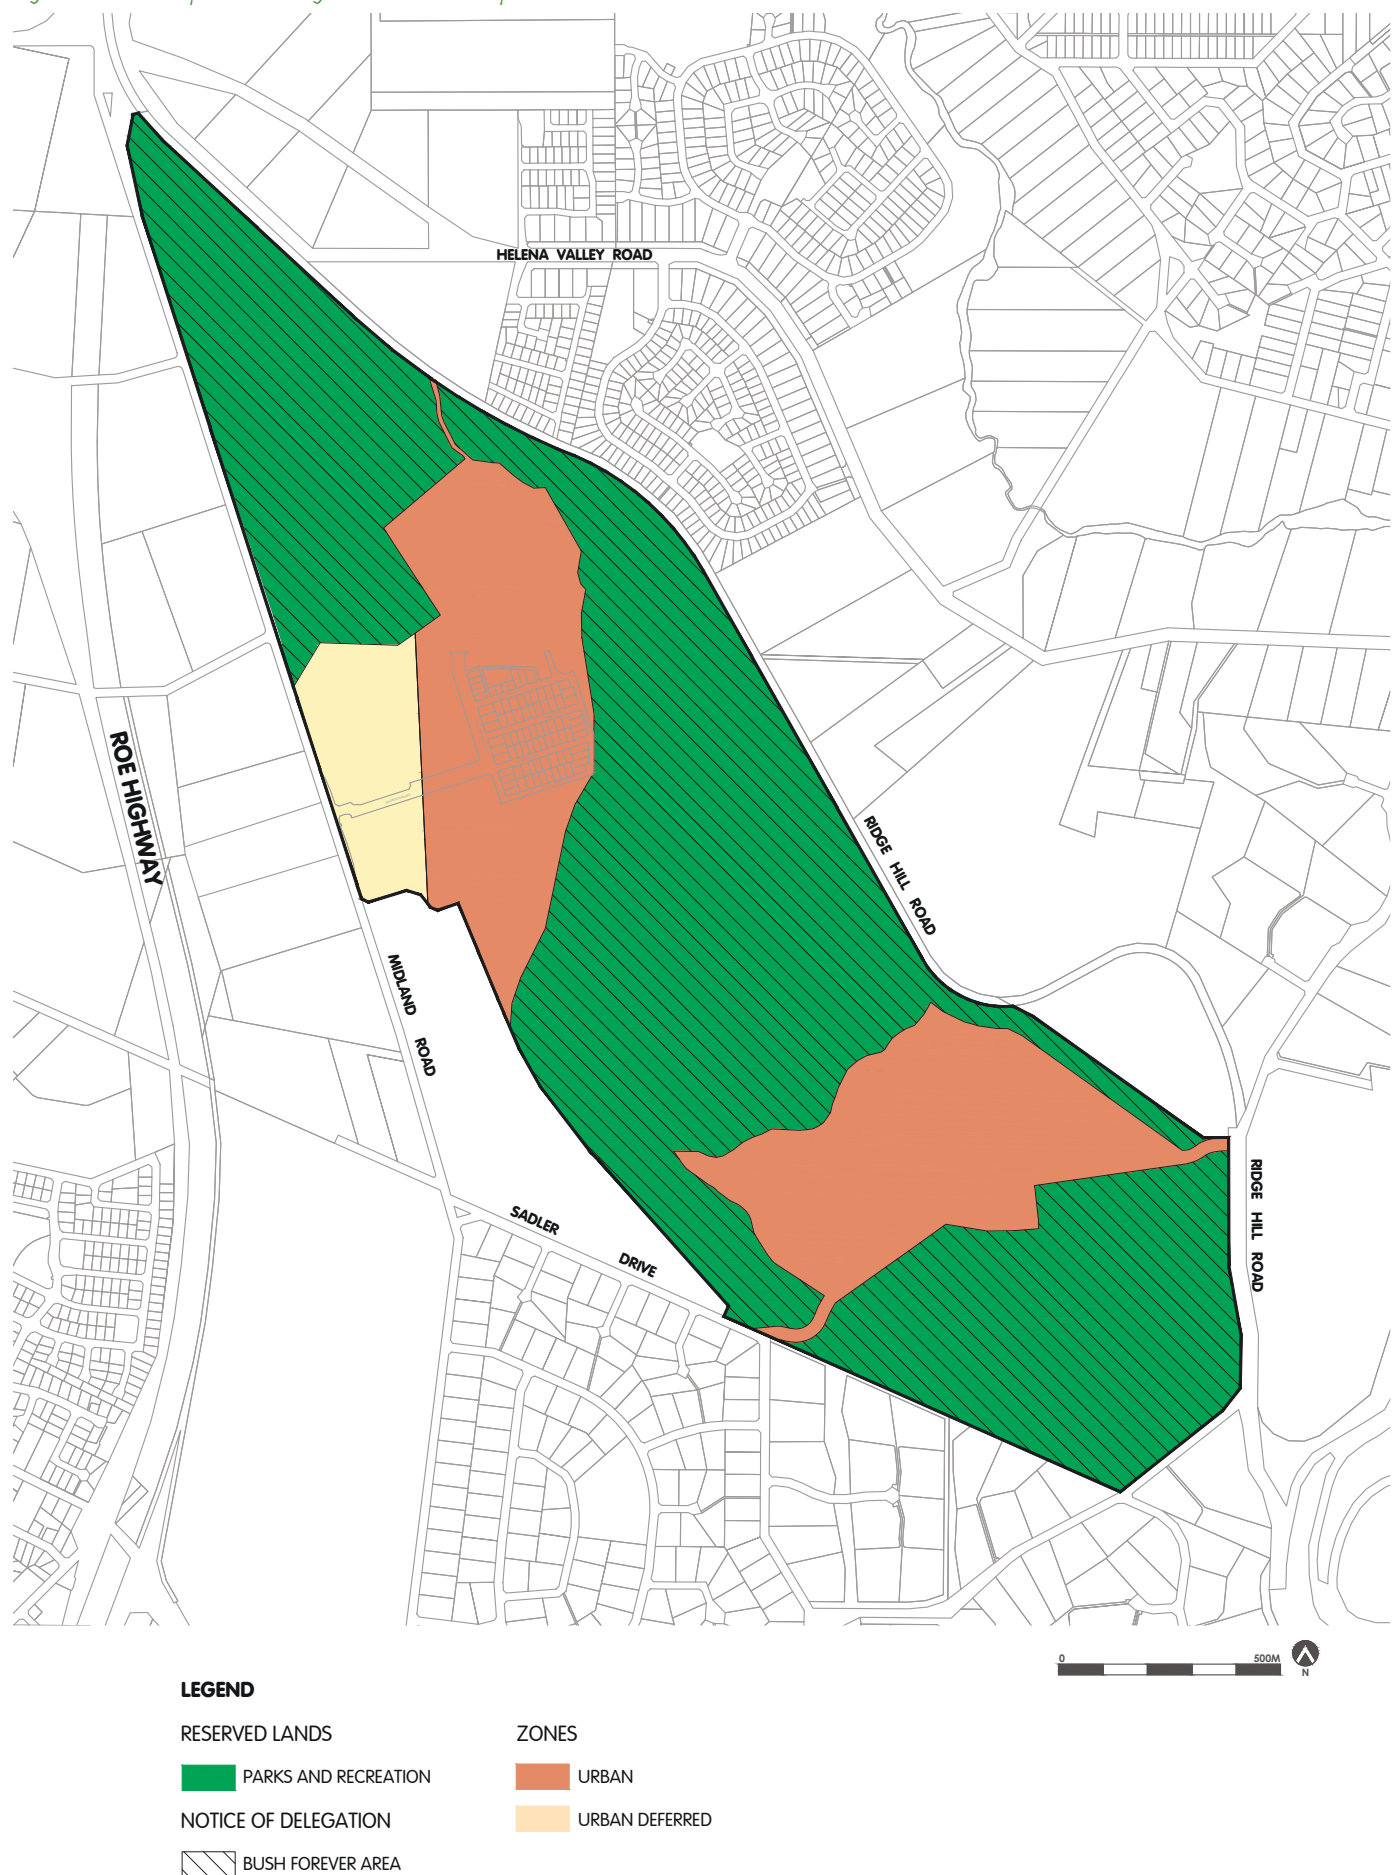 HELENA VALLEY ROAD
ROE HIGHWAY
RIDGE HILL ROAD
MIDLAND ROAD
RIDGE HILL ROAD
SADLER DRIVE
0 500M
N
LEGEND
RESERVED LANDS
ZONES
PARKS AND RECREATION
URBAN
NOTICE OF DELEGATION
URBAN DEFERRED
BUSH FOREVER AREA